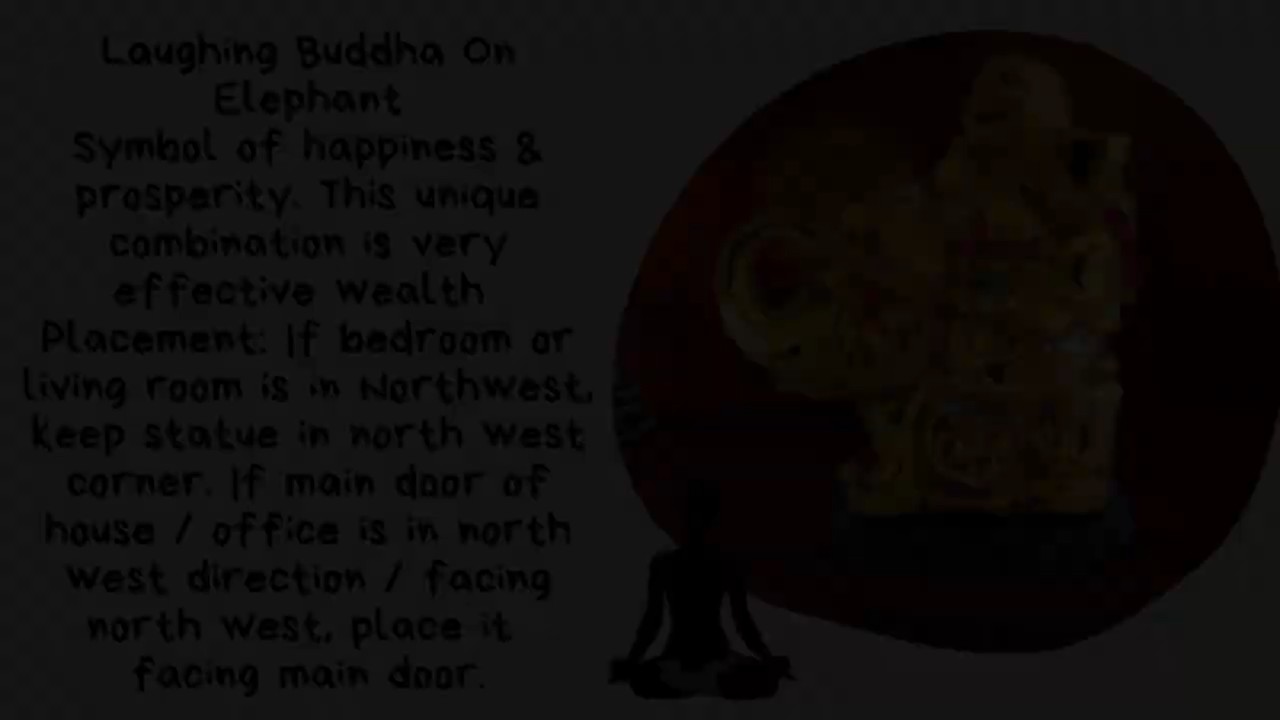 Laughing Buddha On
Elephant
Symbol of happiness &
prosperity. This unique
combination is very
effective Wealth
Placement: If bedroom or
living room is in Northwest,
keep statue in north west
corner. If main door of
house / office is in north
west direction / facing
north west, place it
facing main door.